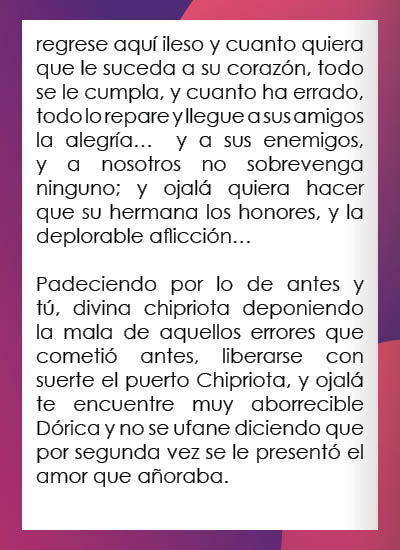 regrese aquí ileso y cuanto quiera
que le suceda a su corazón, todo
se le cumpla, y cuanto ha errado,
todo lo repare y llegue a sus amigos
la alegría… y a sus enemigos,
y a nosotros no sobrevenga
ninguno; y ojalá quiera hacer
que su hermana los honores, y la
deplorable aflicción…
Padeciendo por lo de antes y
tú, divina chipriota deponiendo
la mala de aquellos errores que
cometió antes, liberarse con
suerte el puerto Chipriota, y ojalá
te encuentre muy aborrecible
Dórica y no se ufane diciendo que
por segunda vez se le presentó el
amor que añoraba.